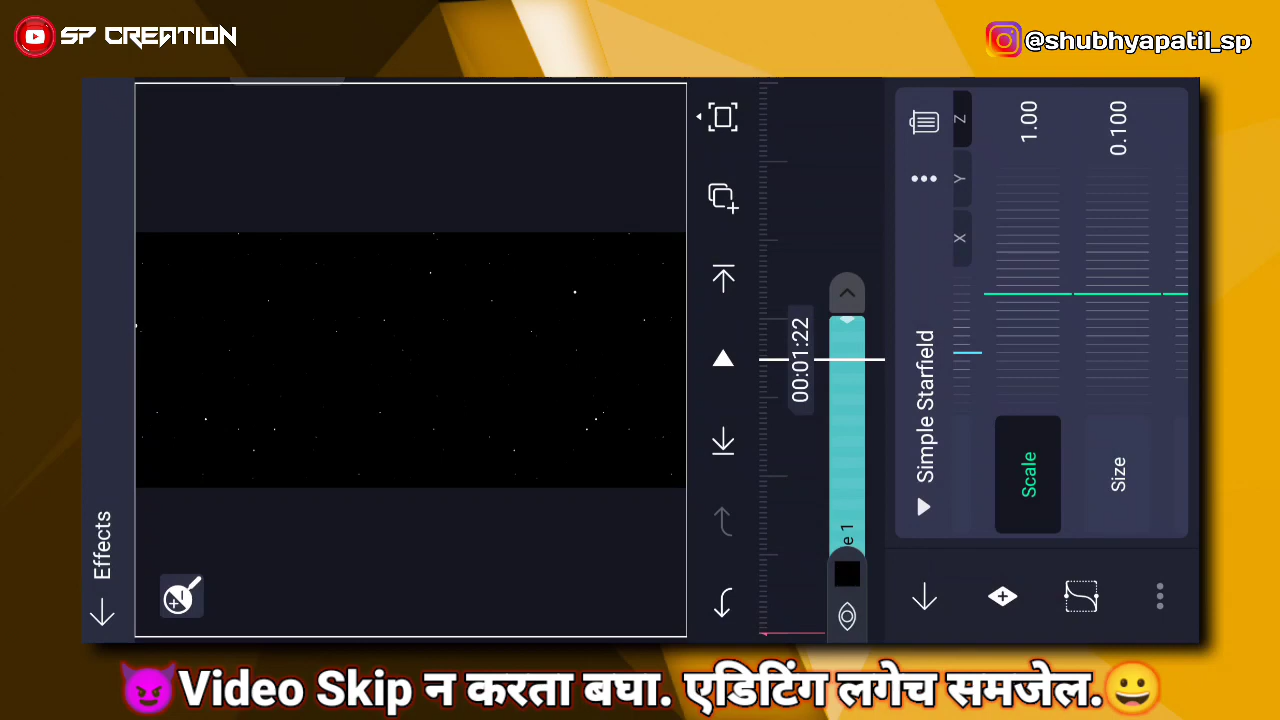 SP CREATION
@shubhyapatil_sp
Effects
00:01:22
e 1
Simple Starfield
X Y Z
Scale 1.00
Size 0.100
😈Video Skip न करता बघा. एडिटिंग लगेच समजेल.😀